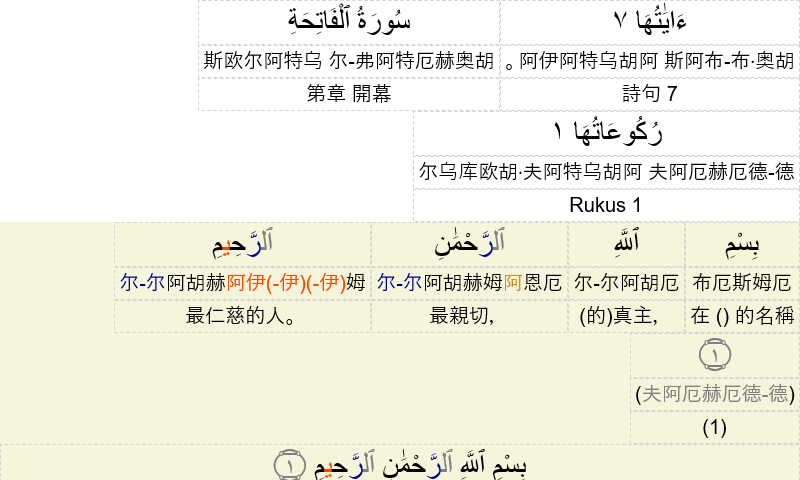 سُورَةُ ٱلْفَاتِحَةِ ءَايَٰتُهَا ٧
斯欧尔阿特乌 尔-弗阿特厄赫奥胡 。阿伊阿特乌胡阿 斯阿布-布·奥胡
第章 開幕 詩句 7
رُكُوعَاتُهَا ١
尔乌库欧胡·夫阿特乌胡阿 夫阿厄赫厄德-德
Rukus 1
بِسْمِ ٱللَّهِ ٱلرَّحْمَٰنِ ٱلرَّحِيمِ
尔-尔阿胡赫阿伊(-伊)(-伊)姆 尔-尔阿胡赫姆阿恩厄 尔-尔阿胡厄 布厄斯姆厄
最仁慈的人。 最親切, (的)真主, 在 () 的名稱
١
(夫阿厄赫厄德-德)
(1)
بِسْمِ ٱللَّهِ ٱلرَّحْمَٰنِ ٱلرَّحِيمِ ١